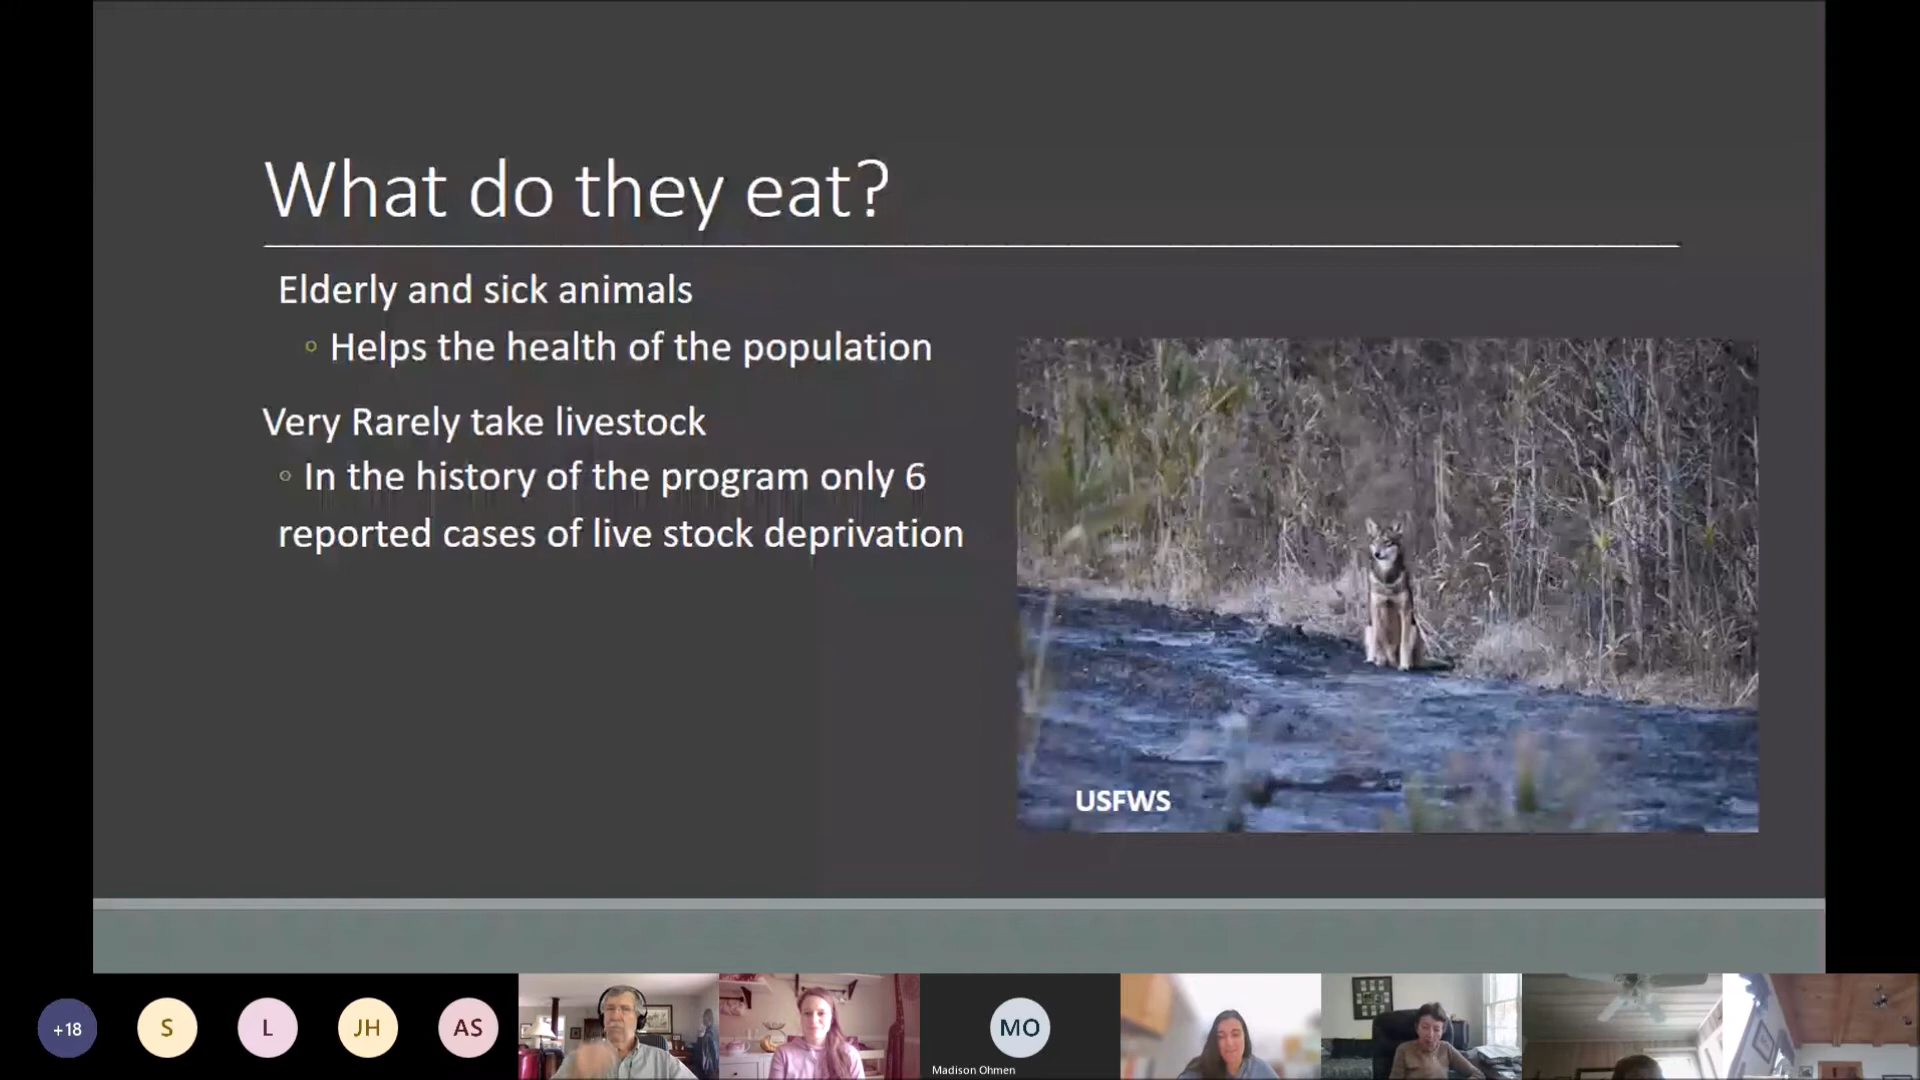 What do they eat?
Elderly and sick animals
◦ Helps the health of the population
Very Rarely take livestock
◦ In the history of the program only 6
reported cases of live stock deprivation
USFWS
+18
S
L
JH
AS
MO
Madison Ohmen